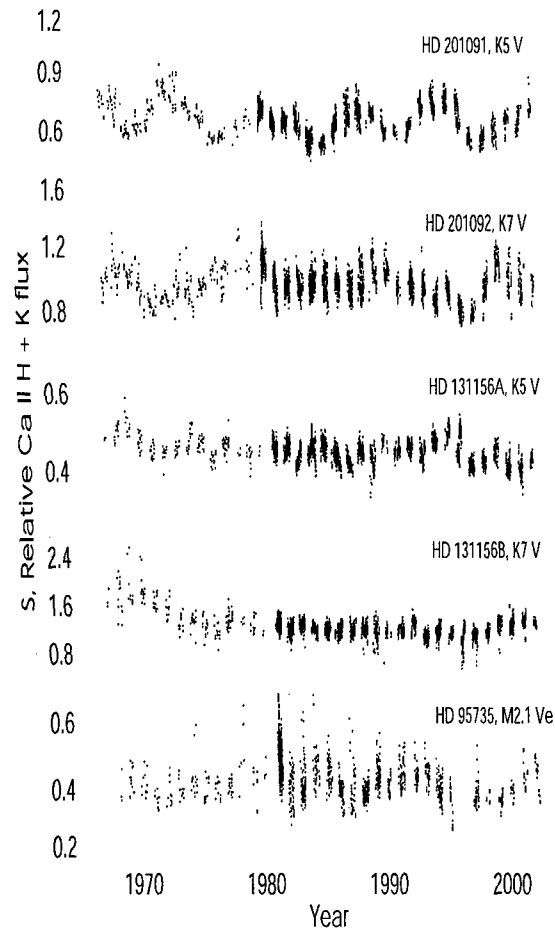 1.2
HD 201091, K5 V
0.9
0.6
1.6
HD 201092, K7 V
1.2
0.8
S, Relative Ca II H + K flux
0.6
HD 131156A, K5 V
0.4
2.4
HD 131156B, K7 V
1.6
0.8
HD 95735, M2.1 Ve
0.6
0.4
0.2
1970 1980 1990 2000
Year